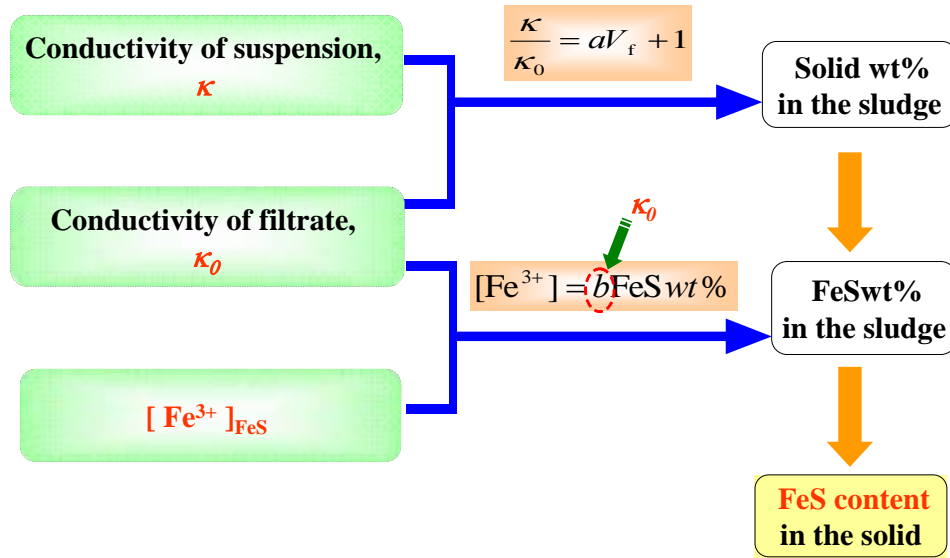 Conductivity of suspension,
κ
κ/κ₀ = aV_f + 1
Solid wt%
in the sludge
Conductivity of filtrate,
κ₀
κ₀
[Fe³⁺] = bFeS wt%
FeSwt%
in the sludge
[ Fe³⁺ ]FeS
FeS content
in the solid